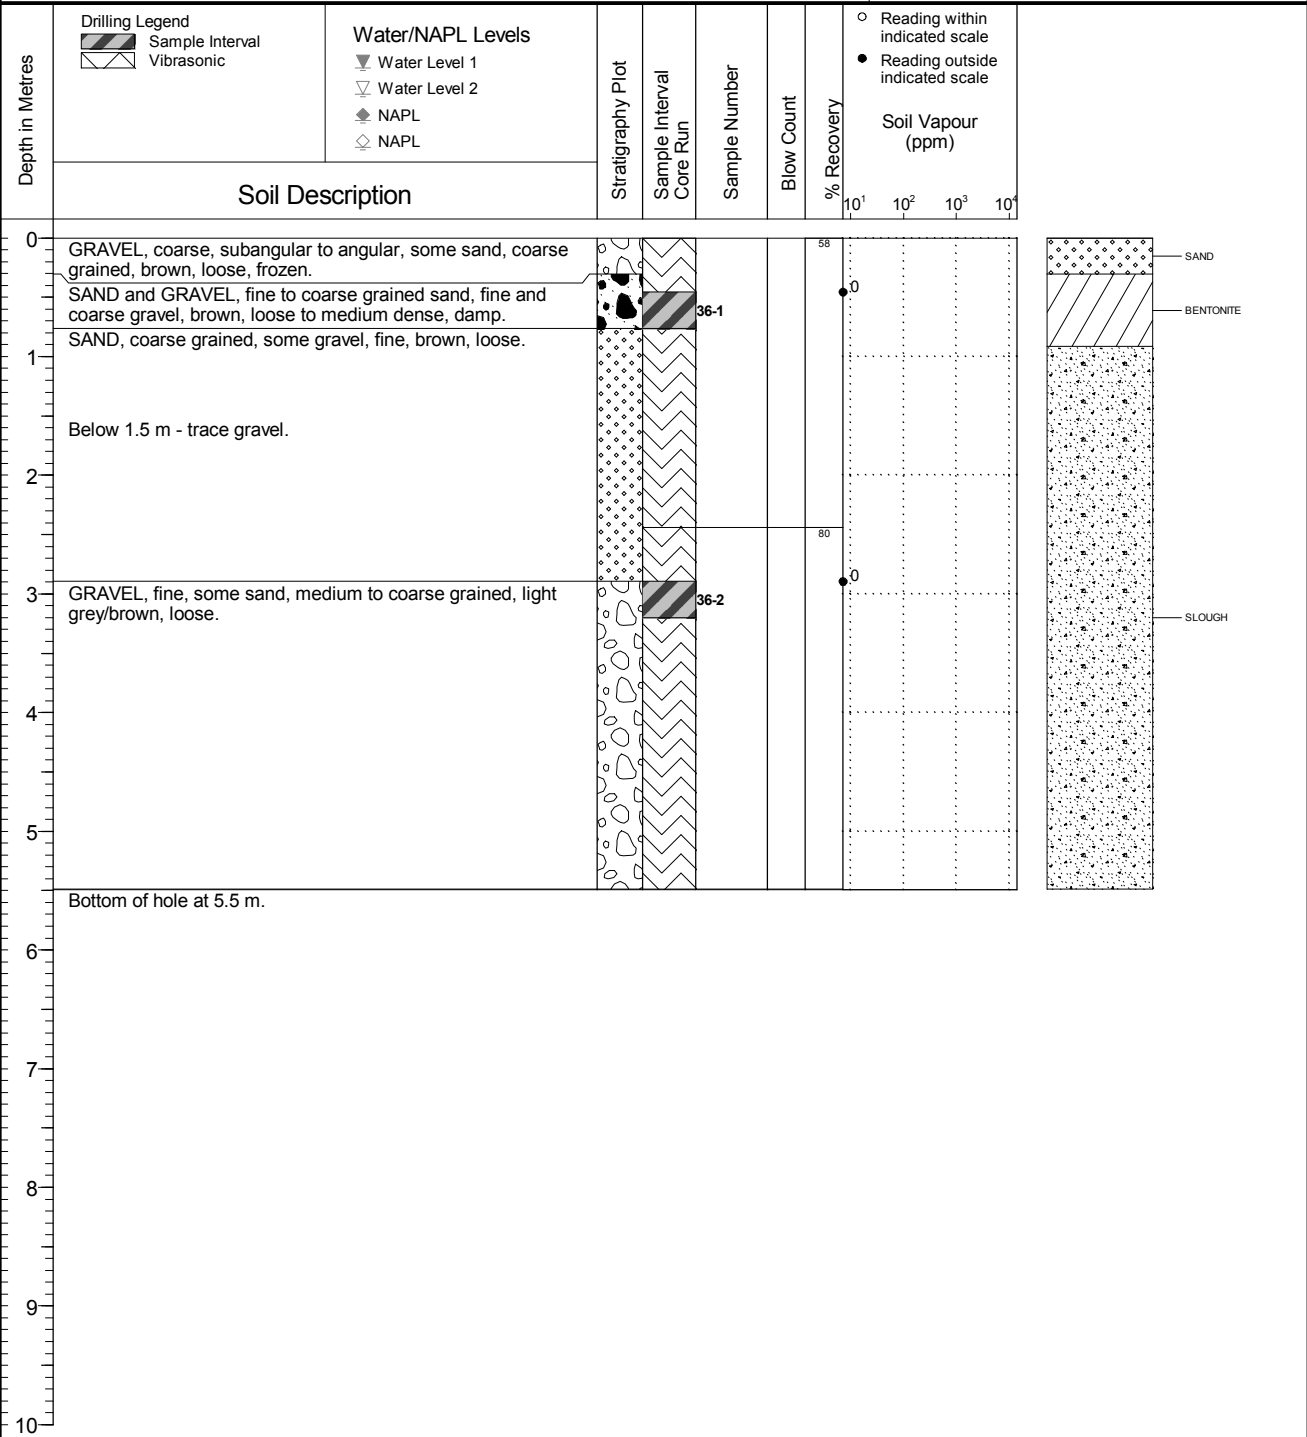 Drilling Legend
Sample Interval
Vibrasonic
Water/NAPL Levels
Water Level 1
Water Level 2
NAPL
NAPL
Depth in Metres
Soil Description
Stratigraphy Plot
Sample Interval
Core Run
Sample Number
Blow Count
% Recovery
Reading within
indicated scale
Reading outside
indicated scale
Soil Vapour
(ppm)
10¹ 10² 10³ 10⁴
0
GRAVEL, coarse, subangular to angular, some sand, coarse
grained, brown, loose, frozen.
58
SAND
SAND and GRAVEL, fine to coarse grained sand, fine and
coarse gravel, brown, loose to medium dense, damp.
36-1
0
BENTONITE
SAND, coarse grained, some gravel, fine, brown, loose.
1
Below 1.5 m - trace gravel.
2
80
0
3
GRAVEL, fine, some sand, medium to coarse grained, light
grey/brown, loose.
36-2
SLOUGH
4
5
Bottom of hole at 5.5 m.
6
7
8
9
10